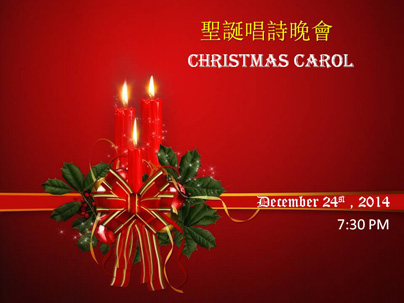 聖誕唱詩晚會
CHRISTMAS CAROL
December 24st , 2014
7:30 PM